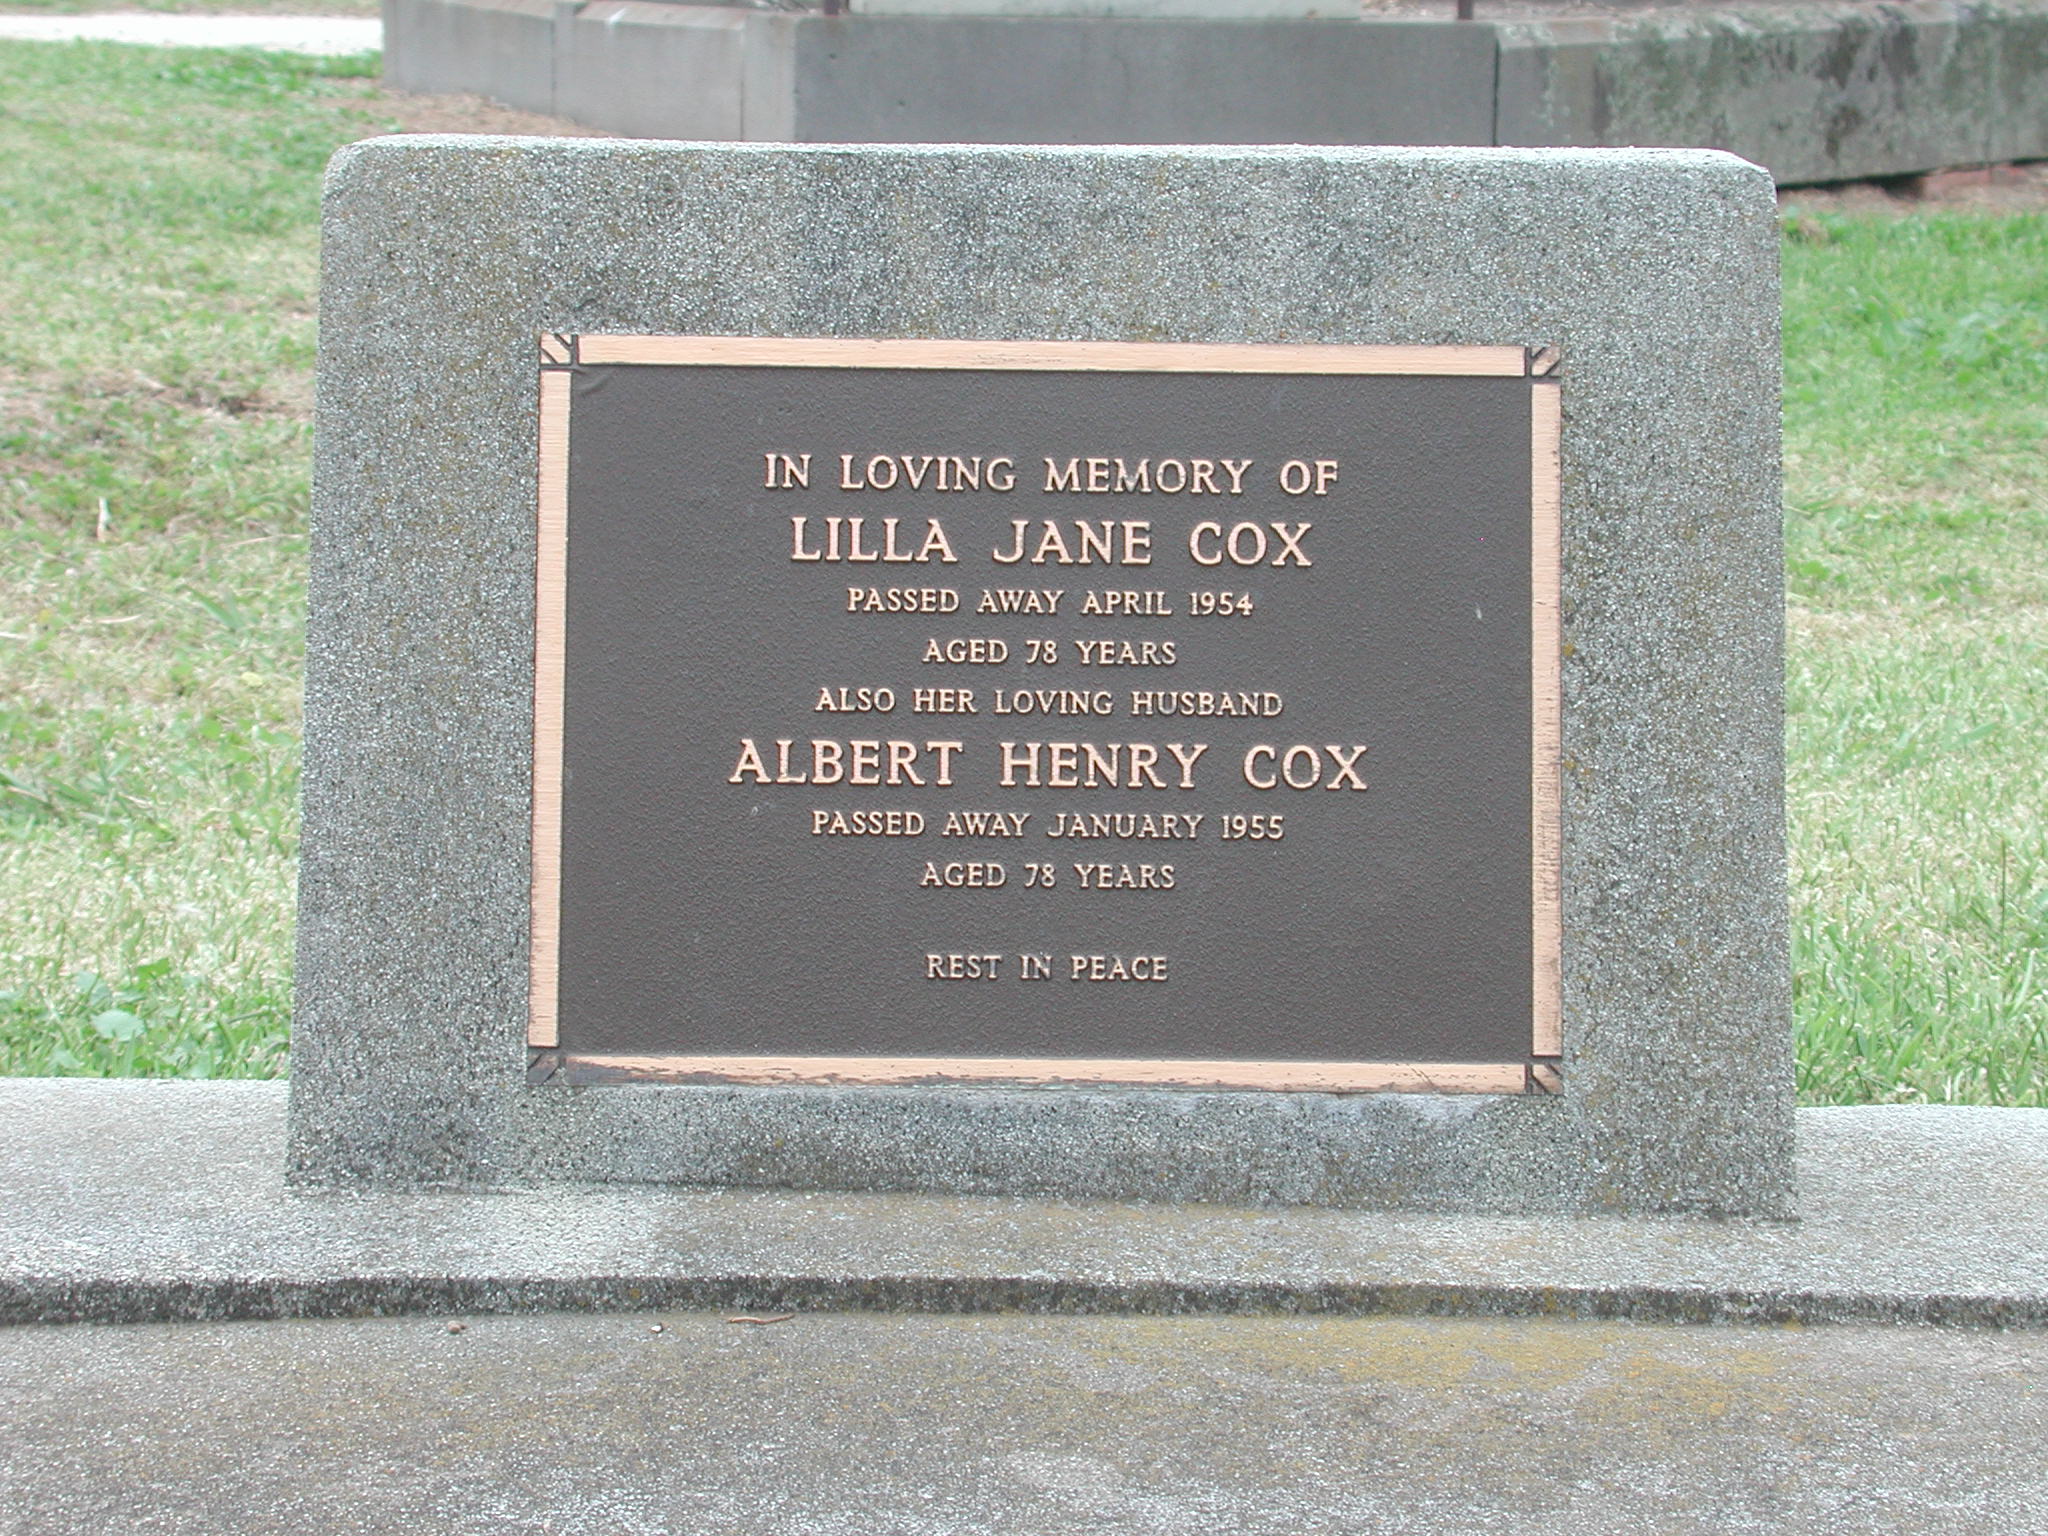 IN LOVING MEMORY OF
LILLA JANE COX
PASSED AWAY APRIL 1954
AGED 78 YEARS
ALSO HER LOVING HUSBAND
ALBERT HENRY COX
PASSED AWAY JANUARY 1955
AGED 78 YEARS
REST IN PEACE